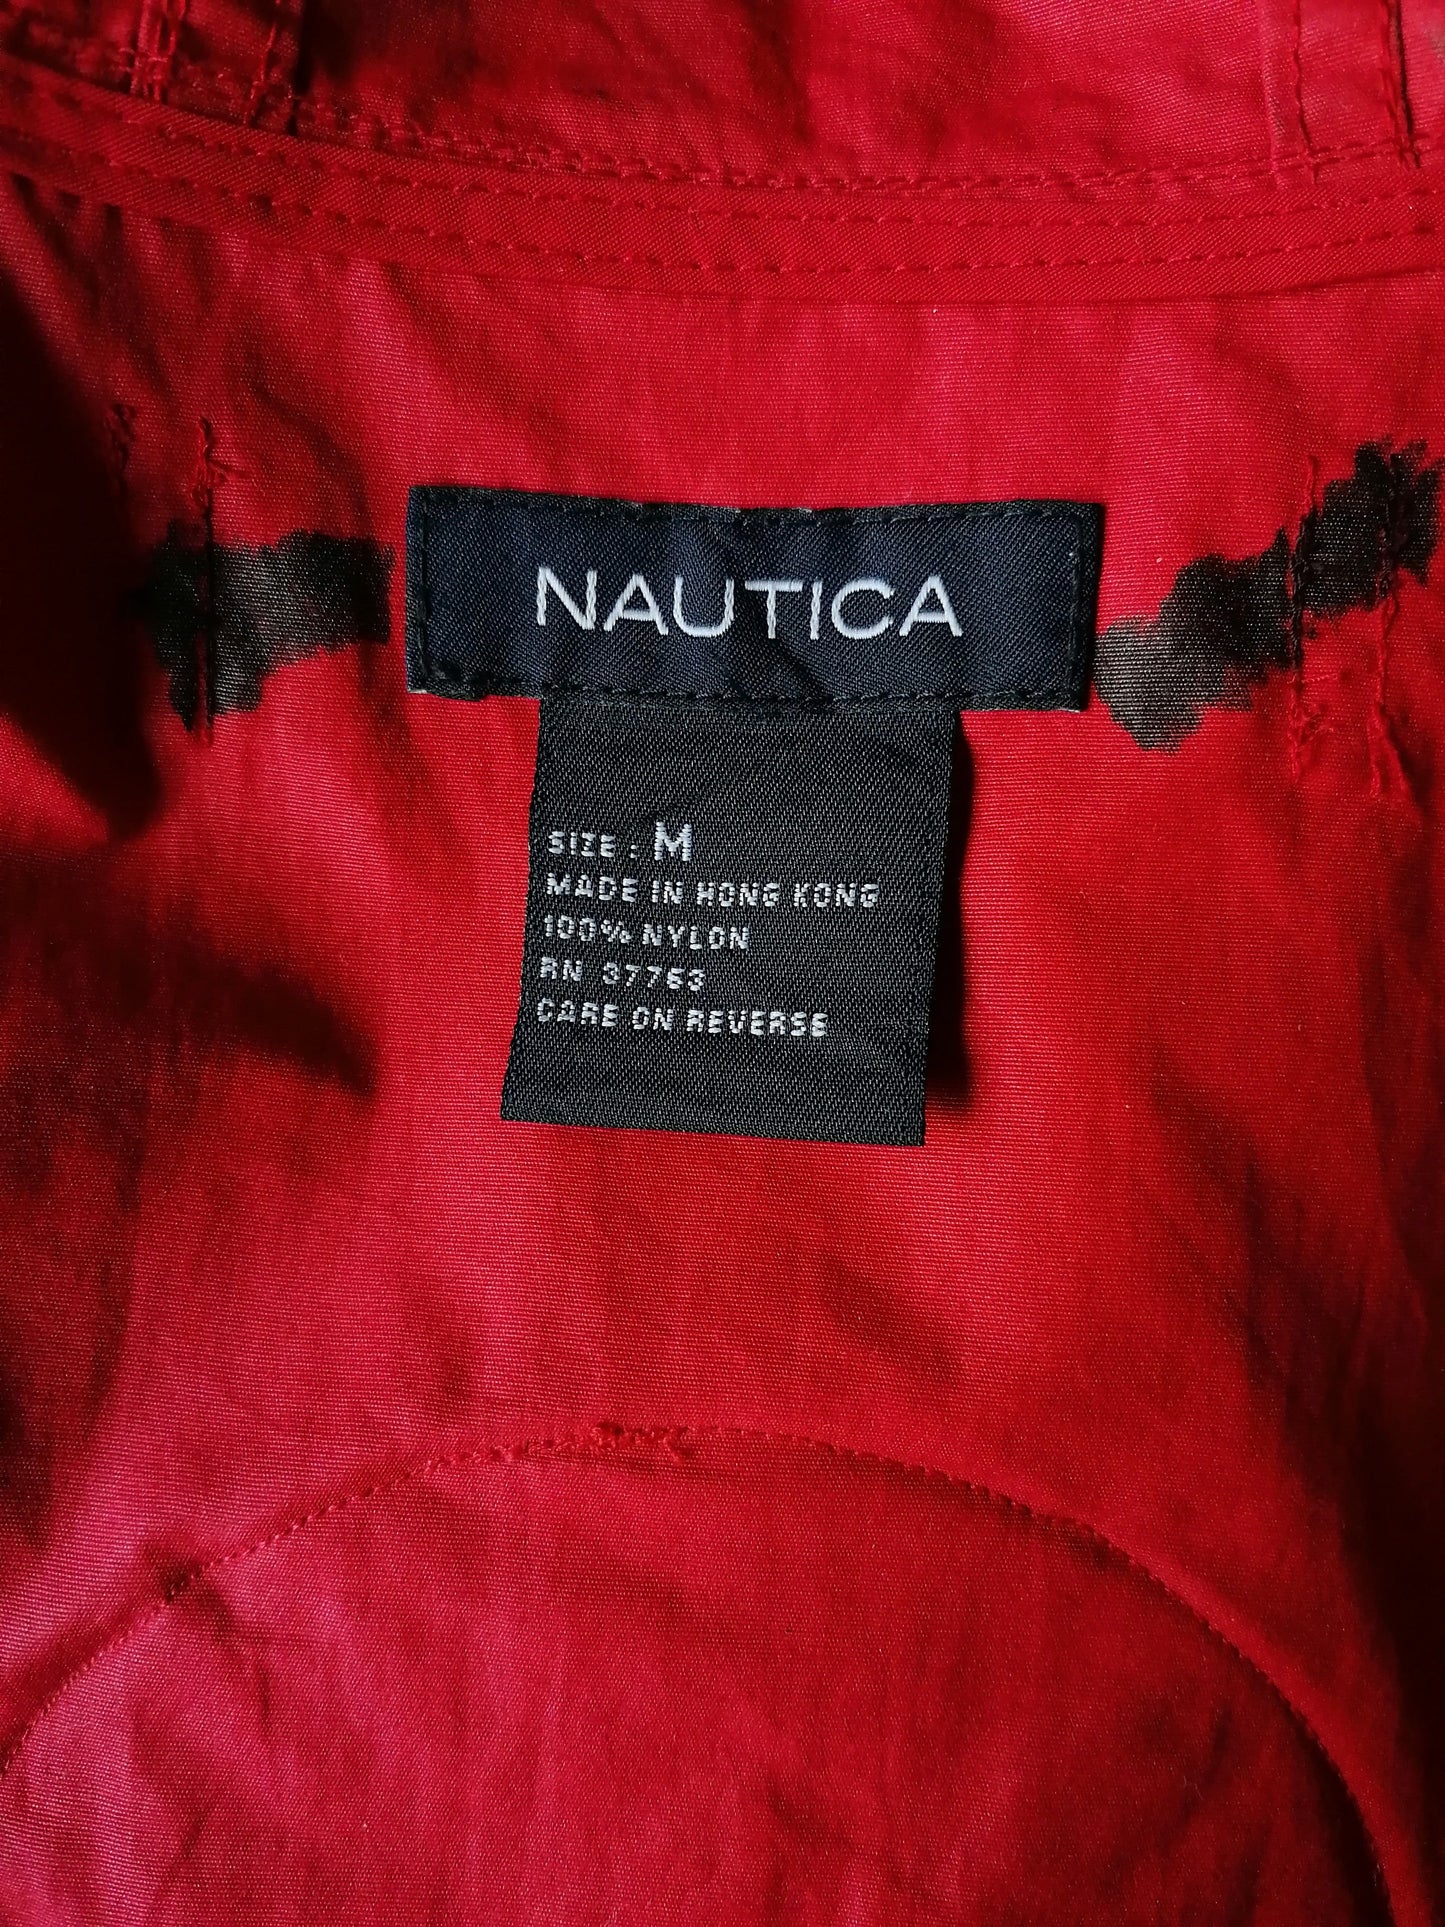 NAUTICA
SIZE : M
MADE IN HONG KONG
100% NYLON
RN 37763
CARE ON REVERSE